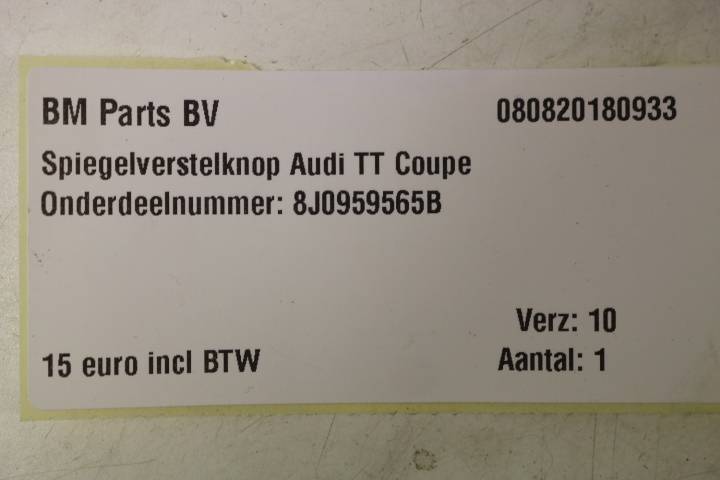 BM Parts BV 080820180933
Spiegelverstelknop Audi TT Coupe
Onderdeelnummer: 8J0959565B
Verz: 10
15 euro incl BTW Aantal: 1